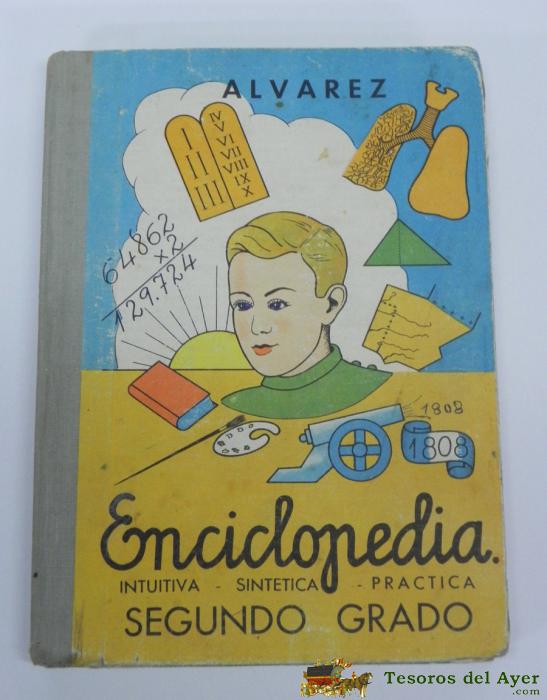 ALVAREZ
I
II
III
IV
V
VI
VII
VIII
IX
X
64862
x2
129.724
1808
1808
Enciclopedia.
INTUITIVA - SINTETICA - PRACTICA
SEGUNDO GRADO
Tesoros del Ayer
.com